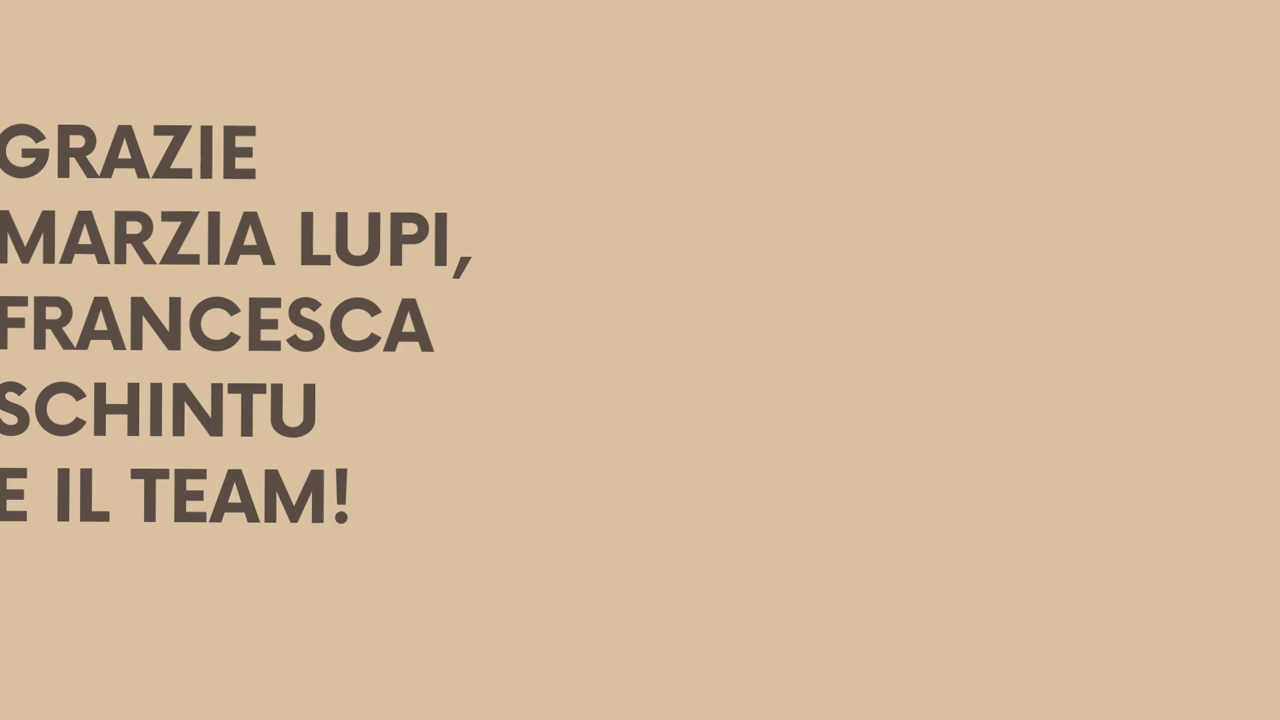 GRAZIE
MARZIA LUPI,
FRANCESCA
SCHINTU
E IL TEAM!